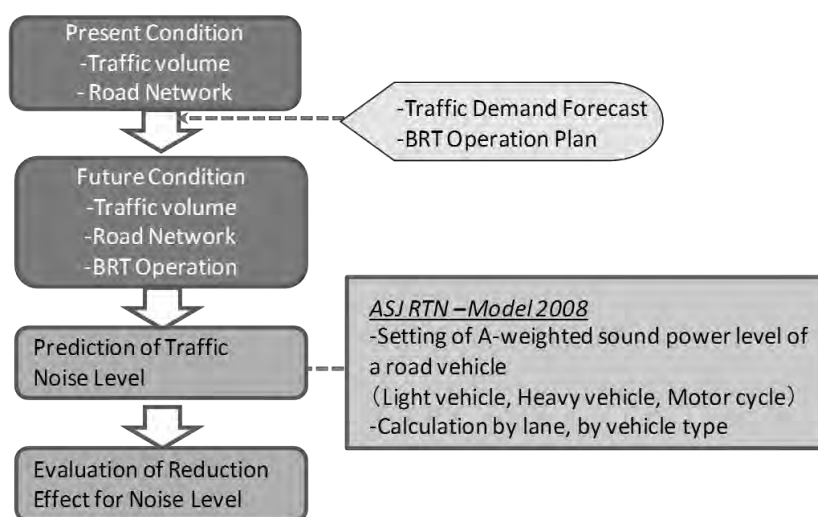 Present Condition
-Traffic volume
- Road Network
-Traffic Demand Forecast
-BRT Operation Plan
Future Condition
-Traffic volume
-Road Network
-BRT Operation
Prediction of Traffic
Noise Level
ASJ RTN –Model 2008
-Setting of A-weighted sound power level of
a road vehicle
（Light vehicle, Heavy vehicle, Motor cycle）
-Calculation by lane, by vehicle type
Evaluation of Reduction
Effect for Noise Level